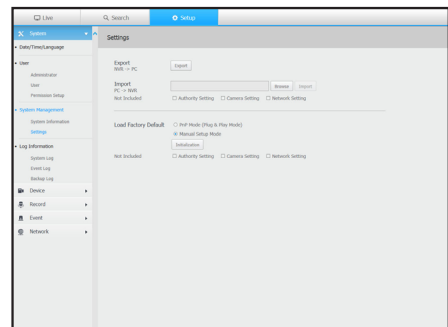 Live
Search
Setup
System
Date/Time/Language
User
Administrator
User
Permission Setup
System Management
System Information
Settings
Log Information
System Log
Event Log
Backup Log
Device
Record
Event
Network
Settings
Export
NVR -> PC
Export
Import
PC -> NVR
Browse
Import
Not Included
Authority Setting
Camera Setting
Network Setting
Load Factory Default
PnP Mode (Plug & Play Mode)
Manual Setup Mode
Initialization
Not Included
Authority Setting
Camera Setting
Network Setting